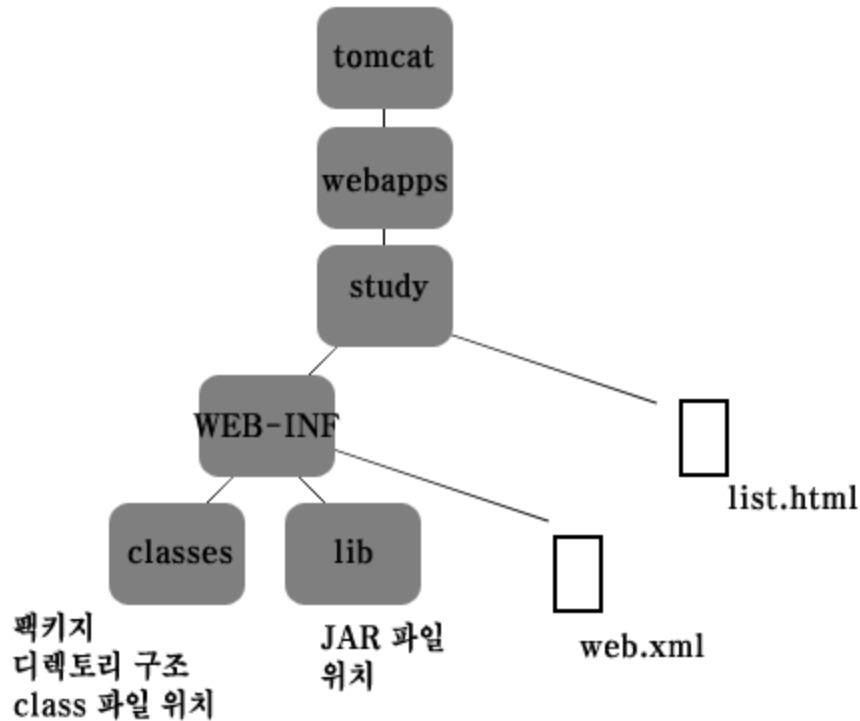 tomcat
webapps
study
WEB-INF
list.html
classes
lib
web.xml
팩키지
디렉토리 구조
class 파일 위치
JAR 파일
위치